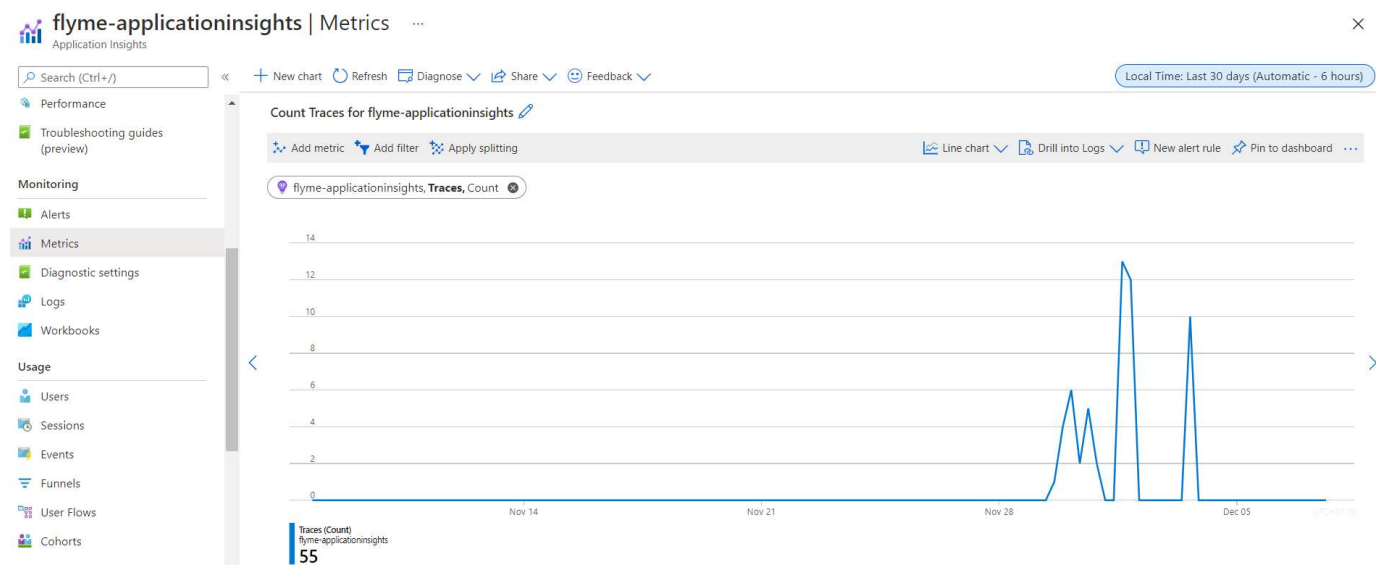 flyme-applicationinsights | Metrics ...
Application Insights
Search (Ctrl+/)
«
New chart Refresh Diagnose Share Feedback
Local Time: Last 30 days (Automatic - 6 hours)
Performance
Troubleshooting guides
(preview)
Monitoring
Alerts
Metrics
Diagnostic settings
Logs
Workbooks
Usage
Users
Sessions
Events
Funnels
User Flows
Cohorts
Count Traces for flyme-applicationinsights
Add metric Add filter Apply splitting
Line chart Drill into Logs New alert rule Pin to dashboard ...
flyme-applicationinsights, Traces, Count
14
12
10
8
6
4
2
0
Nov 14 Nov 21 Nov 28 Dec 05
Traces (Count)
flyme-applicationinsights
55